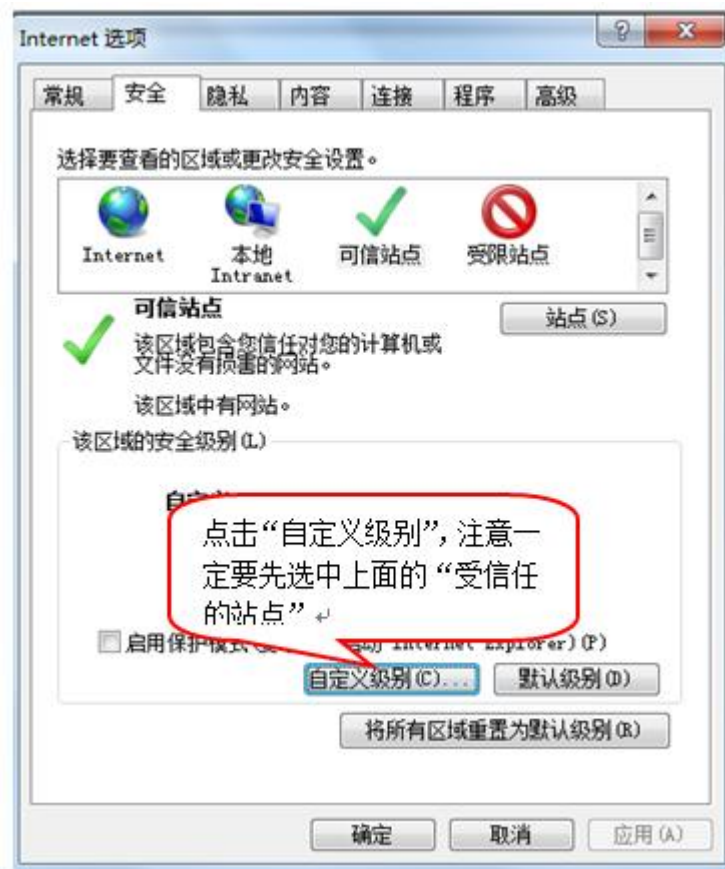 Internet 选项
常规 安全 隐私 内容 连接 程序 高级
选择要查看的区域或更改安全设置。
Internet 本地 可信站点 受限站点
Intranet
可信站点
站点(S)
该区域包含您信任对您的计算机或
文件没有损害的网站。
该区域中有网站。
该区域的安全级别(L)
点击“自定义级别”，注意一
定要先选中上面的“受信任
的站点”
启用保护模式 Internet Explorer)(P)
自定义级别(C)... 默认级别(D)
将所有区域重置为默认级别(R)
确定 取消 应用(A)